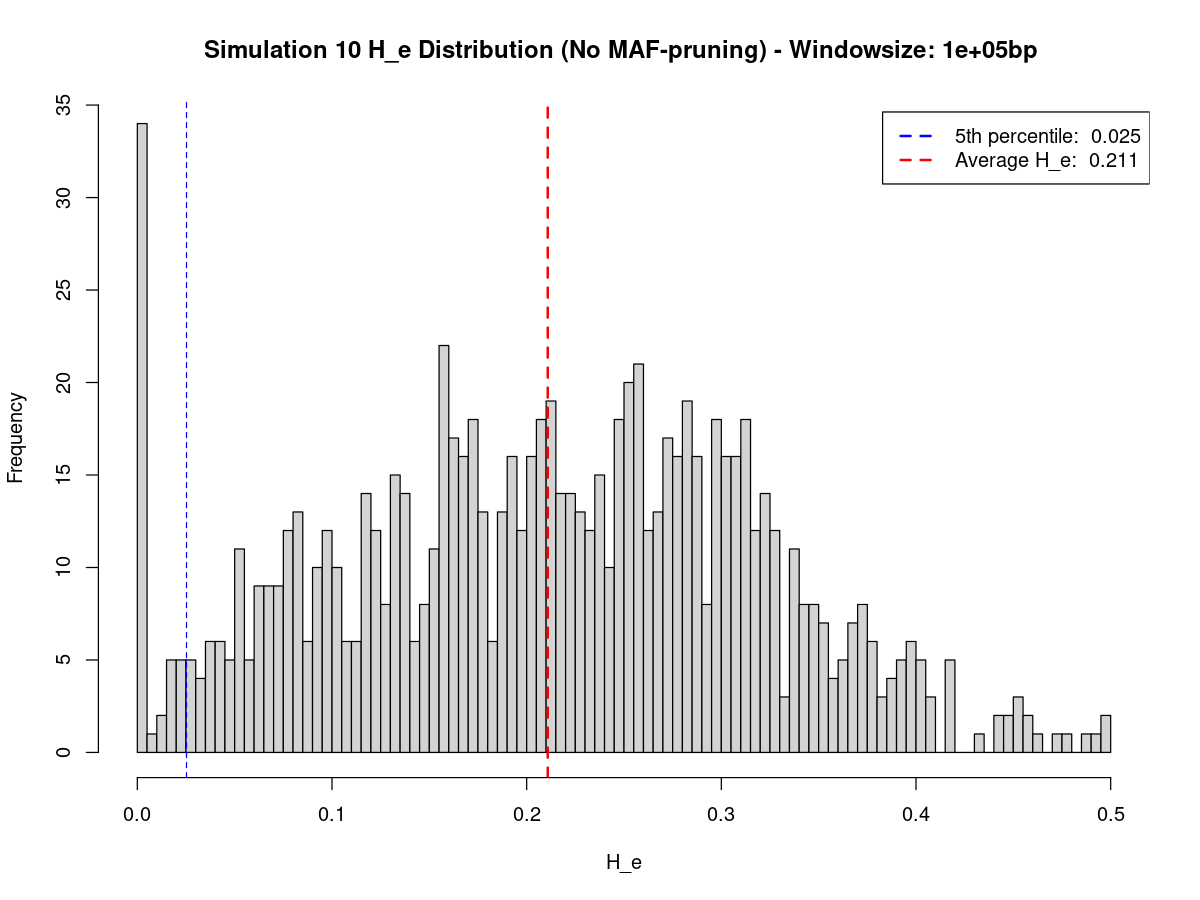 Simulation 10 H_e Distribution (No MAF-pruning) - Windowsize: 1e+05bp
5th percentile: 0.025
Average H_e: 0.211
Frequency
35
30
25
20
15
10
5
0
0.0 0.1 0.2 0.3 0.4 0.5
H_e